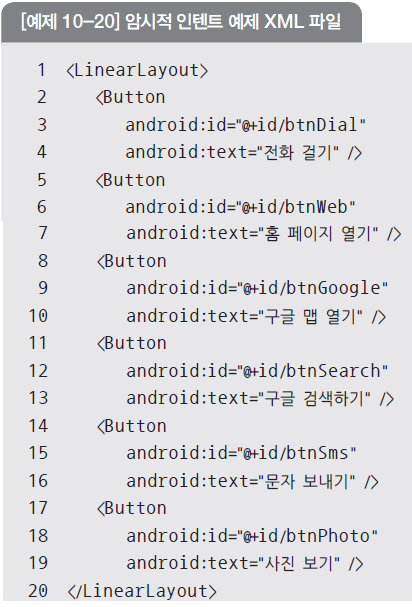 [예제 10-20] 암시적 인텐트 예제 XML 파일
1 <LinearLayout>
2 <Button
3 android:id="@+id/btnDial"
4 android:text="전화 걸기" />
5 <Button
6 android:id="@+id/btnWeb"
7 android:text="홈 페이지 열기" />
8 <Button
9 android:id="@+id/btnGoogle"
10 android:text="구글 맵 열기" />
11 <Button
12 android:id="@+id/btnSearch"
13 android:text="구글 검색하기" />
14 <Button
15 android:id="@+id/btnSms"
16 android:text="문자 보내기" />
17 <Button
18 android:id="@+id/btnPhoto"
19 android:text="사진 보기" />
20 </LinearLayout>